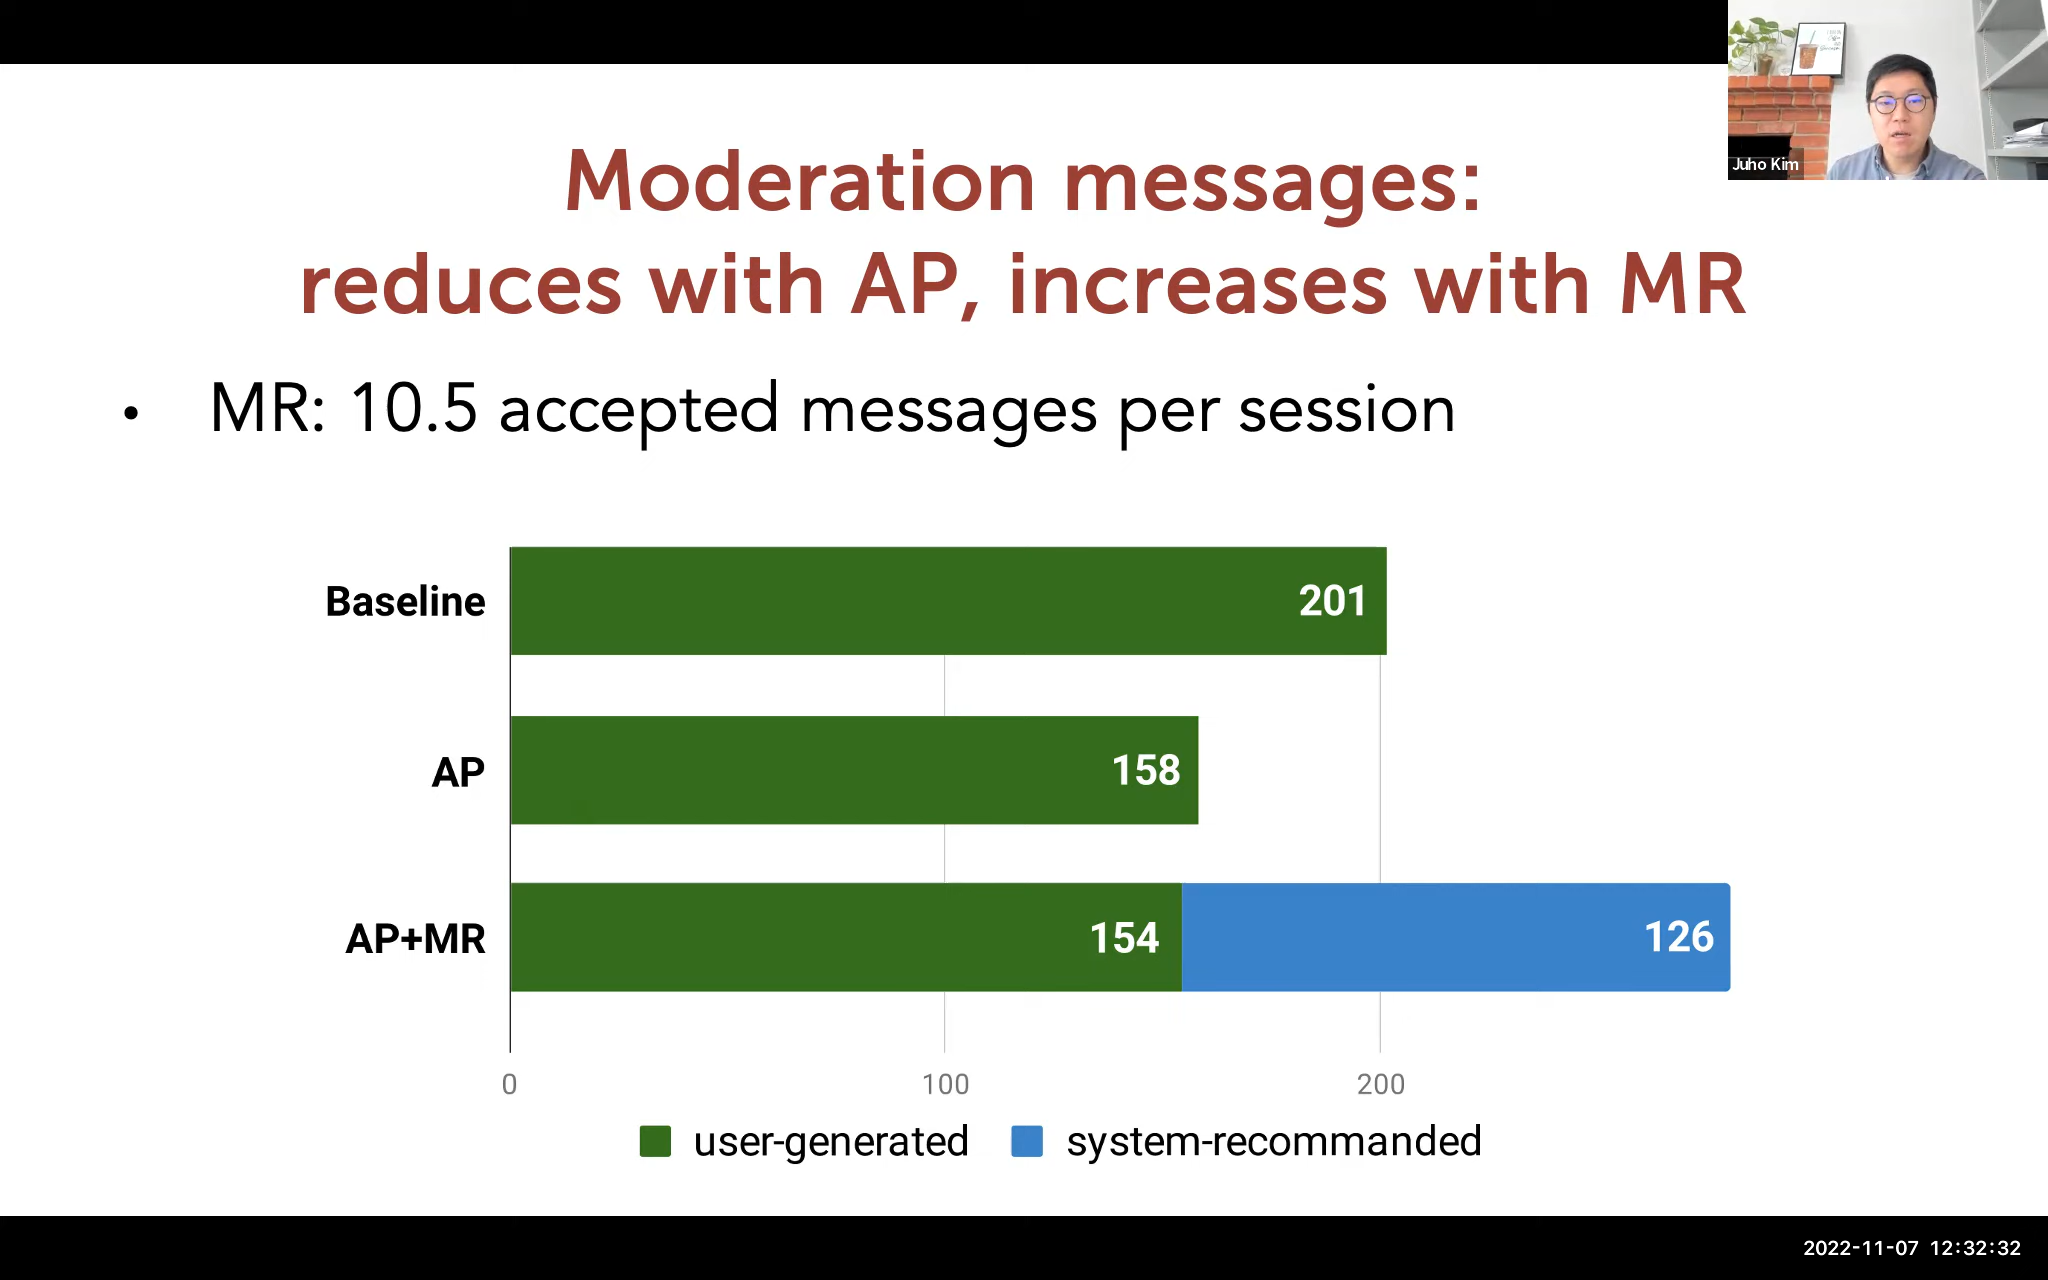 Juho Kim
Moderation messages:
reduces with AP, increases with MR
• MR: 10.5 accepted messages per session
Baseline
201
AP
158
AP+MR
154
126
0
100
200
user-generated
system-recommanded
2022-11-07 12:32:32